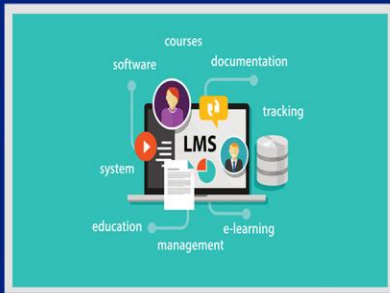 courses
software
documentation
tracking
LMS
system
education
e-learning
management